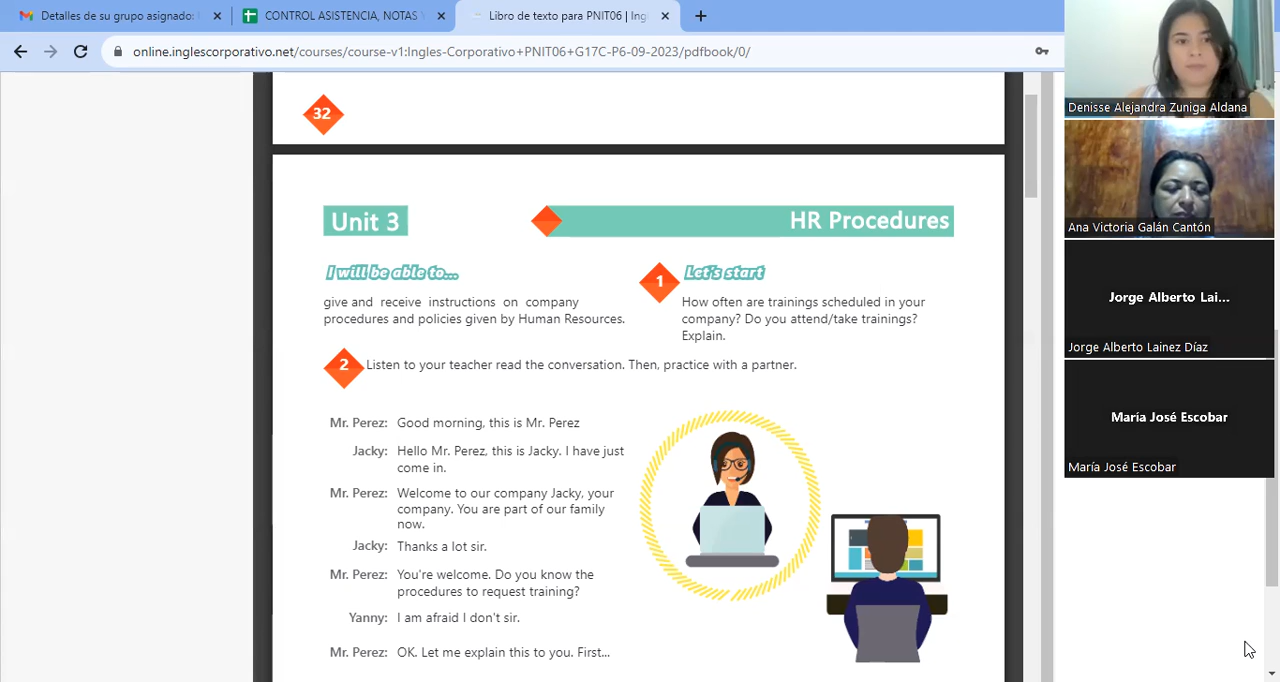 Detalles de su grupo asignado:
CONTROL ASISTENCIA, NOTAS Y
Libro de texto para PNIT06 | Ing
online.inglescorporativo.net/courses/course-v1:Ingles-Corporativo+PNIT06+G17C-P6-09-2023/pdfbook/0/
32
Unit 3
HR Procedures
I will be able to...
give and receive instructions on company
procedures and policies given by Human Resources.
1
Let's start
How often are trainings scheduled in your
company? Do you attend/take trainings?
Explain.
2
Listen to your teacher read the conversation. Then, practice with a partner.
Mr. Perez: Good morning, this is Mr. Perez
Jacky: Hello Mr. Perez, this is Jacky. I have just
come in.
Mr. Perez: Welcome to our company Jacky, your
company. You are part of our family
now.
Jacky: Thanks a lot sir.
Mr. Perez: You're welcome. Do you know the
procedures to request training?
Yanny: I am afraid I don't sir.
Mr. Perez: OK. Let me explain this to you. First...
Denisse Alejandra Zuniga Aldana
Ana Victoria Galán Cantón
Jorge Alberto Lai...
Jorge Alberto Lainez Díaz
María José Escobar
María José Escobar